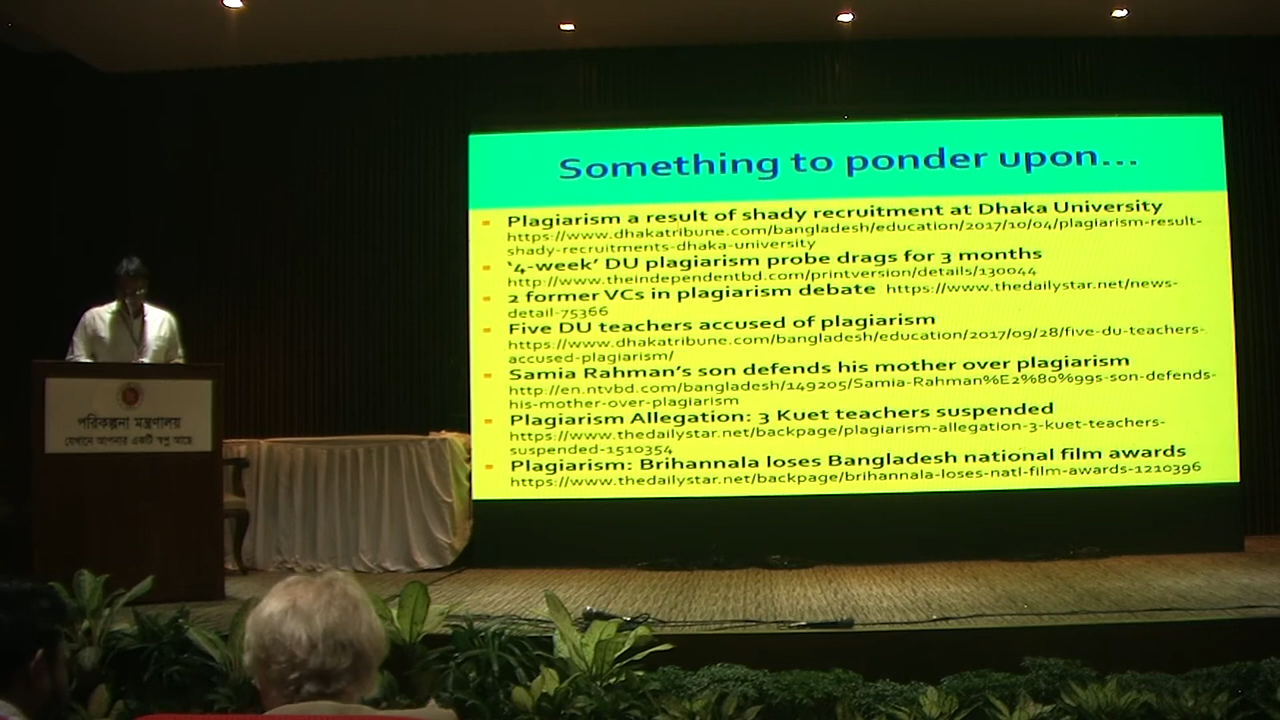 Something to ponder upon...
Plagiarism a result of shady recruitment at Dhaka University
https://www.dhakatribune.com/bangladesh/education/2017/10/04/plagiarism-result-
shady-recruitments-dhaka-university
‘4-week’ DU plagiarism probe drags for 3 months
http://www.theindependentbd.com/printversion/details/130044
2 former VCs in plagiarism debate https://www.thedailystar.net/news-
detail-75366
Five DU teachers accused of plagiarism
https://www.dhakatribune.com/bangladesh/education/2017/09/28/five-du-teachers-
accused-plagiarism/
Samia Rahman’s son defends his mother over plagiarism
http://en.ntvbd.com/bangladesh/149205/Samia-Rahman%E2%80%99s-son-defends-
his-mother-over-plagiarism
Plagiarism Allegation: 3 Kuet teachers suspended
https://www.thedailystar.net/backpage/plagiarism-allegation-3-kuet-teachers-
suspended-1510354
Plagiarism: Brihannala loses Bangladesh national film awards
https://www.thedailystar.net/backpage/brihannala-loses-natl-film-awards-1210396
পরিকল্পনা মন্ত্রণালয়
যেখানে আপনার একটি স্বপ্ন আছে